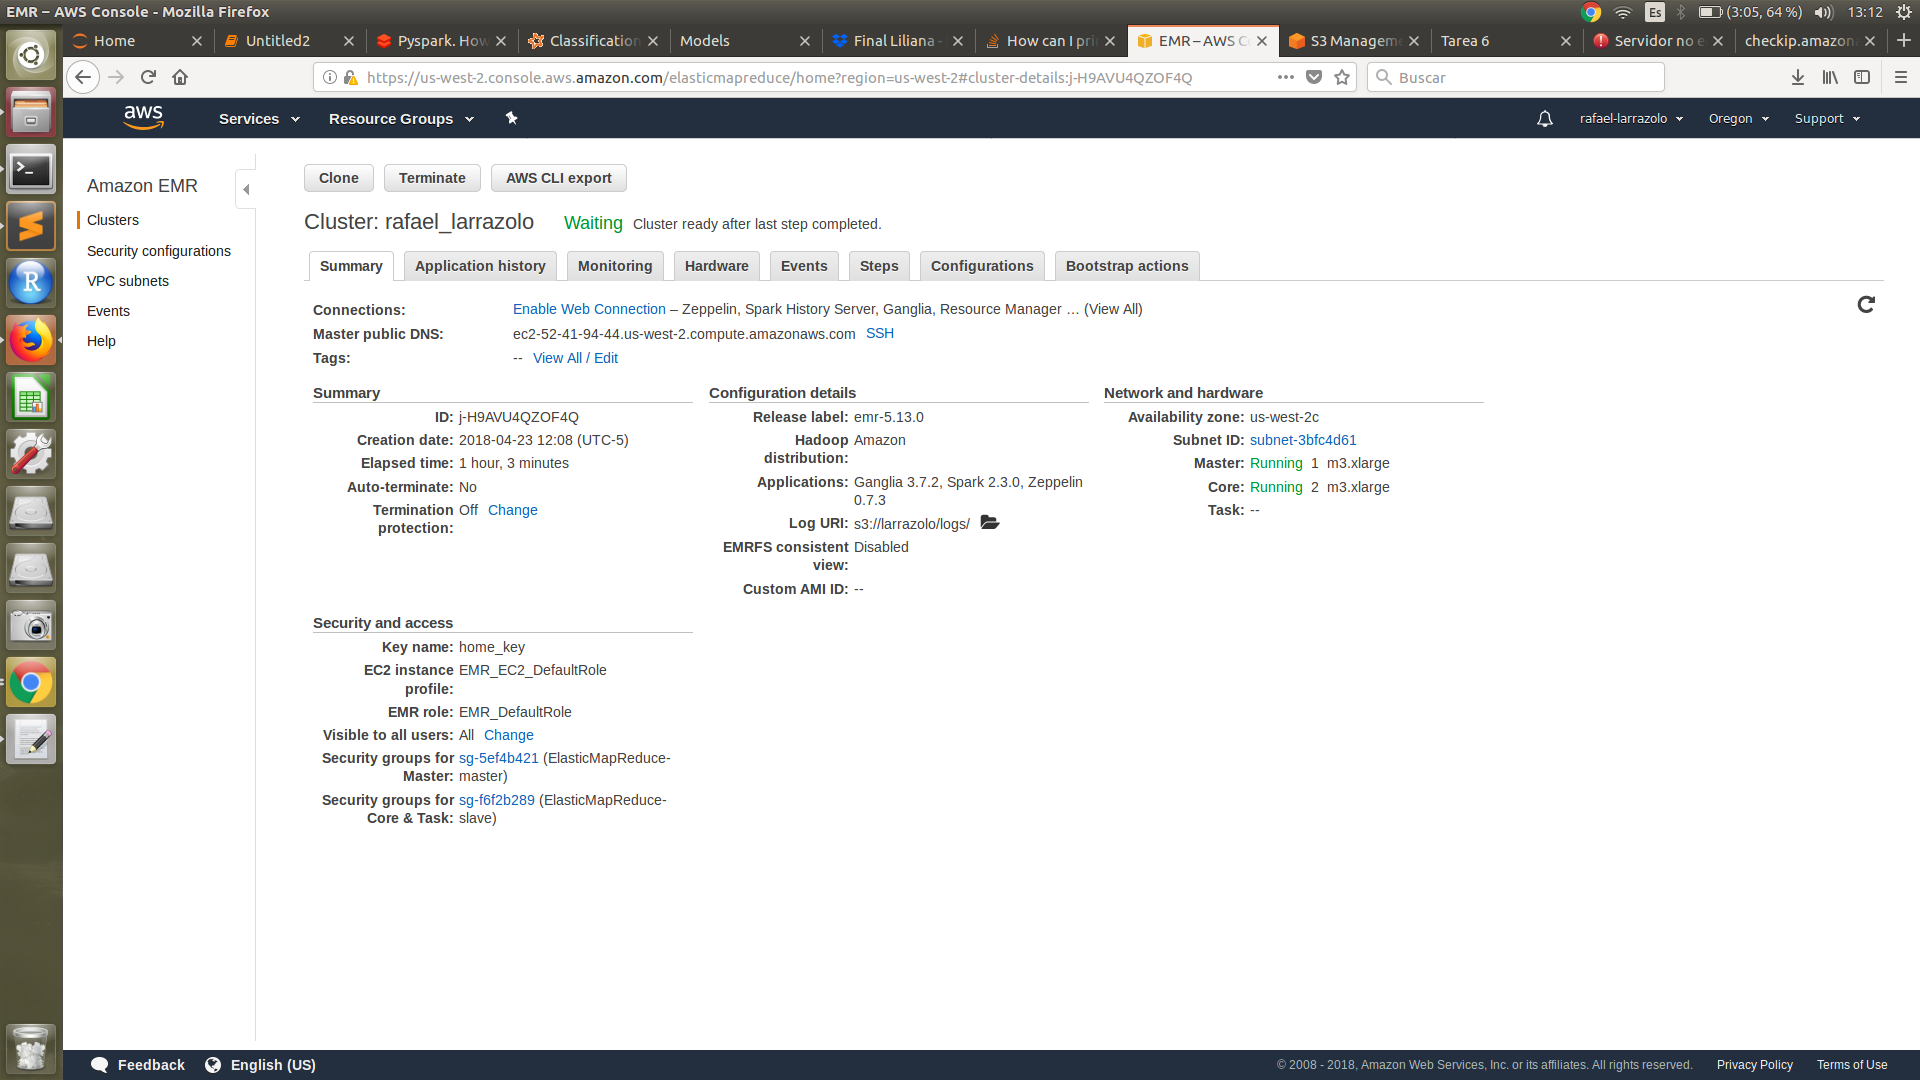 EMR – AWS Console - Mozilla Firefox
Es
(3:05, 64 %)
13:12
Home
Untitled2
Pyspark. How
Classification
Models
Final Liliana -
How can I pri
EMR – AWS C
S3 Managem
Tarea 6
Servidor no e
checkip.amazon
https://us-west-2.console.aws.amazon.com/elasticmapreduce/home?region=us-west-2#cluster-details:j-H9AVU4QZOF4Q
Buscar
aws
Services
Resource Groups
rafael-larrazolo
Oregon
Support
Amazon EMR
Clusters
Security configurations
VPC subnets
Events
Help
Clone
Terminate
AWS CLI export
Cluster: rafael_larrazolo Waiting Cluster ready after last step completed.
Summary
Application history
Monitoring
Hardware
Events
Steps
Configurations
Bootstrap actions
Connections: Enable Web Connection – Zeppelin, Spark History Server, Ganglia, Resource Manager … (View All)
Master public DNS: ec2-52-41-94-44.us-west-2.compute.amazonaws.com SSH
Tags: -- View All / Edit
Summary
ID: j-H9AVU4QZOF4Q
Creation date: 2018-04-23 12:08 (UTC-5)
Elapsed time: 1 hour, 3 minutes
Auto-terminate: No
Termination Off Change
protection:
Configuration details
Release label: emr-5.13.0
Hadoop Amazon
distribution:
Applications: Ganglia 3.7.2, Spark 2.3.0, Zeppelin
0.7.3
Log URI: s3://larrazolo/logs/
EMRFS consistent Disabled
view:
Custom AMI ID: --
Network and hardware
Availability zone: us-west-2c
Subnet ID: subnet-3bfc4d61
Master: Running 1 m3.xlarge
Core: Running 2 m3.xlarge
Task: --
Security and access
Key name: home_key
EC2 instance EMR_EC2_DefaultRole
profile:
EMR role: EMR_DefaultRole
Visible to all users: All Change
Security groups for sg-5ef4b421 (ElasticMapReduce-
Master: master)
Security groups for sg-f6f2b289 (ElasticMapReduce-
Core & Task: slave)
Feedback
English (US)
© 2008 - 2018, Amazon Web Services, Inc. or its affiliates. All rights reserved.
Privacy Policy
Terms of Use